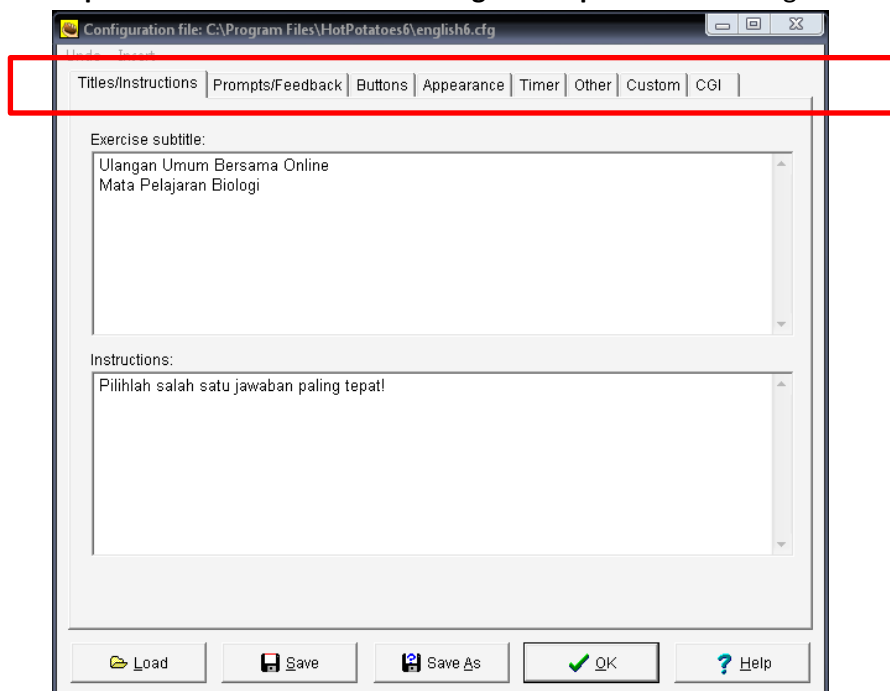 Configuration file: C:\Program Files\HotPotatoes6\english6.cfg
Undo Insert
Titles/Instructions Prompts/Feedback Buttons Appearance Timer Other Custom CGI
Exercise subtitle:
Ulangan Umum Bersama Online
Mata Pelajaran Biologi
Instructions:
Pilihlah salah satu jawaban paling tepat!
Load Save Save As OK Help